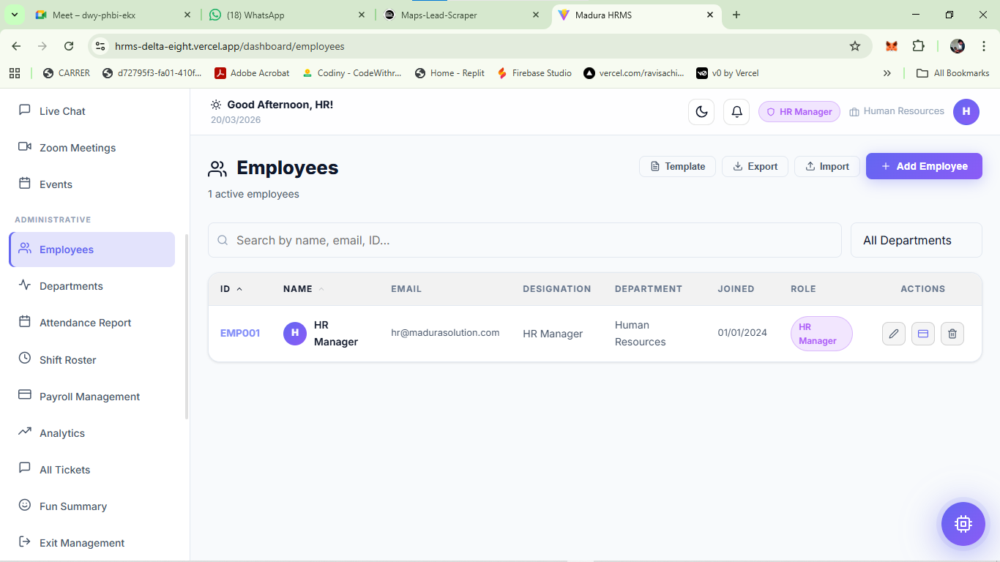 Meet – dwy-phbi-ekx
(18) WhatsApp
Maps-Lead-Scraper
Madura HRMS
hrms-delta-eight.vercel.app/dashboard/employees
CARRER
d72795f3-fa01-410f...
Adobe Acrobat
Codiny - CodeWithr...
Home - Replit
Firebase Studio
vercel.com/ravisachi...
v0 by Vercel
All Bookmarks
Live Chat
Zoom Meetings
Events
ADMINISTRATIVE
Employees
Departments
Attendance Report
Shift Roster
Payroll Management
Analytics
All Tickets
Fun Summary
Exit Management
Good Afternoon, HR!
20/03/2026
HR Manager
Human Resources
H
Employees
1 active employees
Template
Export
Import
+ Add Employee
Search by name, email, ID...
All Departments
ID NAME EMAIL DESIGNATION DEPARTMENT JOINED ROLE ACTIONS
EMP001
H
HR
Manager
hr@madurasolution.com
HR Manager
Human
Resources
01/01/2024
HR
Manager